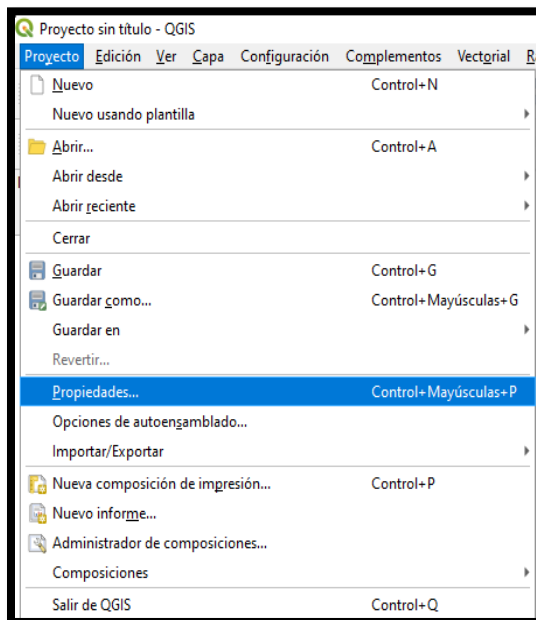 Proyecto sin título - QGIS
Proyecto Edición Ver Capa Configuración Complementos Vectorial R
Nuevo Control+N
Nuevo usando plantilla
Abrir... Control+A
Abrir desde
Abrir reciente
Cerrar
Guardar Control+G
Guardar como... Control+Mayúsculas+G
Guardar en
Revertir...
Propiedades... Control+Mayúsculas+P
Opciones de autoensamblado...
Importar/Exportar
Nueva composición de impresión... Control+P
Nuevo informe...
Administrador de composiciones...
Composiciones
Salir de QGIS Control+Q